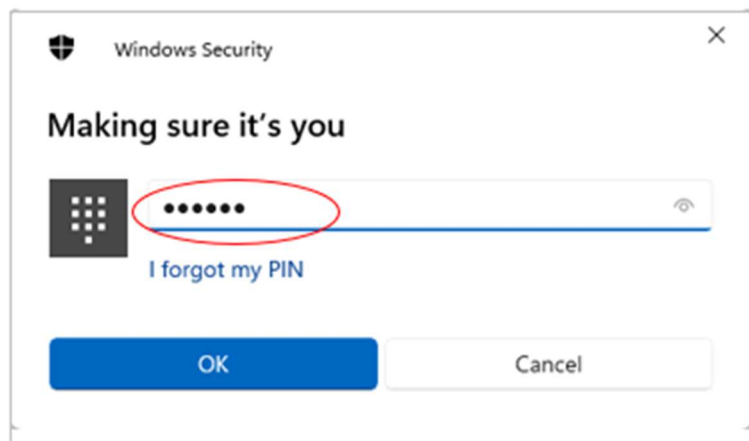 Windows Security
Making sure it's you
••••••
I forgot my PIN
OK
Cancel